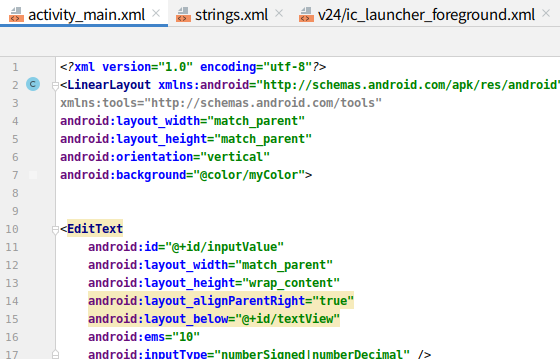 activity_main.xml × strings.xml × v24/ic_launcher_foreground.xml ×
1 <?xml version="1.0" encoding="utf-8"?>
2 C <LinearLayout xmlns:android="http://schemas.android.com/apk/res/android"
3 xmlns:tools="http://schemas.android.com/tools"
4 android:layout_width="match_parent"
5 android:layout_height="match_parent"
6 android:orientation="vertical"
7 android:background="@color/myColor">
8
9
10 <EditText
11 android:id="@+id/inputValue"
12 android:layout_width="match_parent"
13 android:layout_height="wrap_content"
14 android:layout_alignParentRight="true"
15 android:layout_below="@+id/textView"
16 android:ems="10"
17 android:inputType="numberSigned|numberDecimal" />